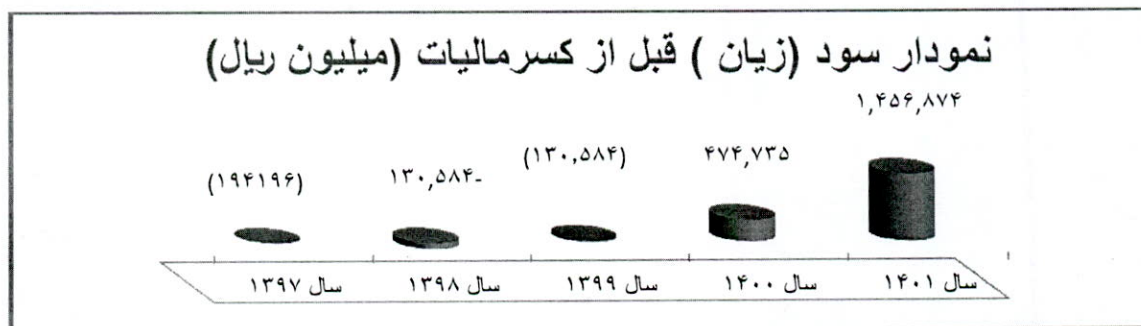 نمودار سود (زیان ) قبل از کسرمالیات (میلیون ریال)
۱,۴۵۶,۸۷۴
۴۷۴,۷۳۵
(۱۳۰,۵۸۴)
۱۳۰,۵۸۴-
(۱۹۴۱۹۶)
سال ۱۴۰۱
سال ۱۴۰۰
سال ۱۳۹۹
سال ۱۳۹۸
سال ۱۳۹۷